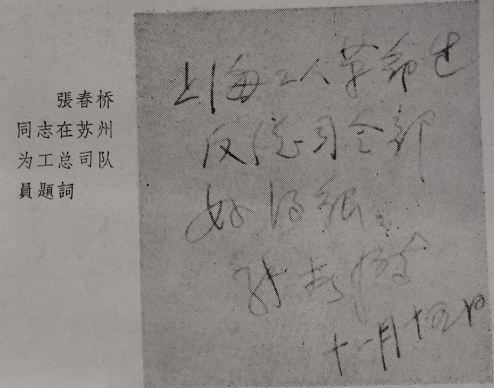 張春桥
同志在苏州
为工总司队
員題詞
上海工人革命造
反总司令部
好得很
张春桥
十一月十五日